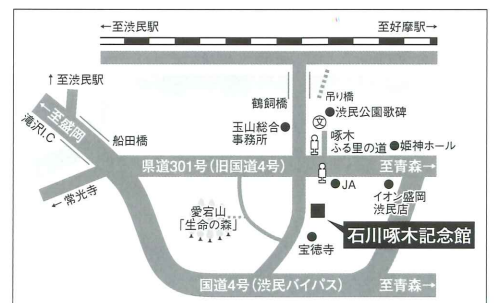 ←至渋民駅
至好摩駅→
↑至渋民駅
鶴飼橋
吊り橋
渋民公園歌碑
文
←至盛岡
滝沢I.C
船田橋
玉山総合
事務所
啄木
ふる里の道
姫神ホール
県道301号(旧国道4号)
至青森→
←常光寺
愛宕山
「生命の森」
JA
イオン盛岡
渋民店
石川啄木記念館
宝徳寺
国道4号(渋民バイパス)
至青森→